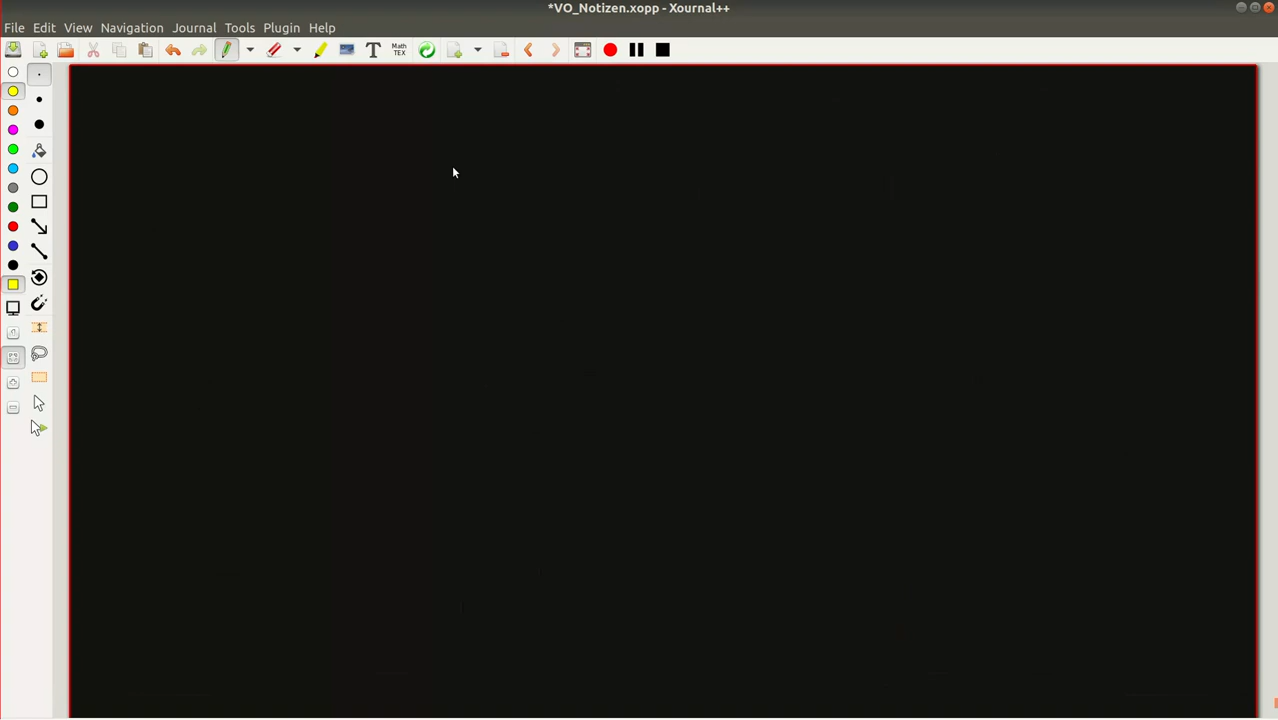 *VO_Notizen.xopp - Xournal++
File Edit View Navigation Journal Tools Plugin Help
T Math TEX